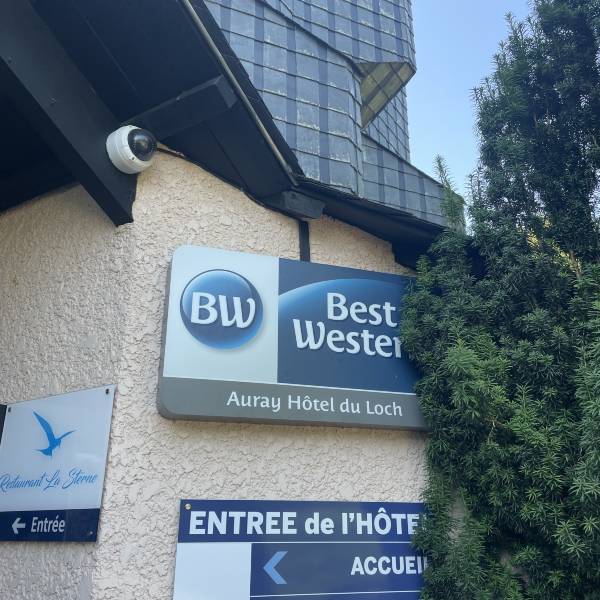 BW
Best
Wester
Auray Hôtel du Loch
Restaurant La Sterne
Entrée
ENTREE de l'HÔTE
ACCUEI